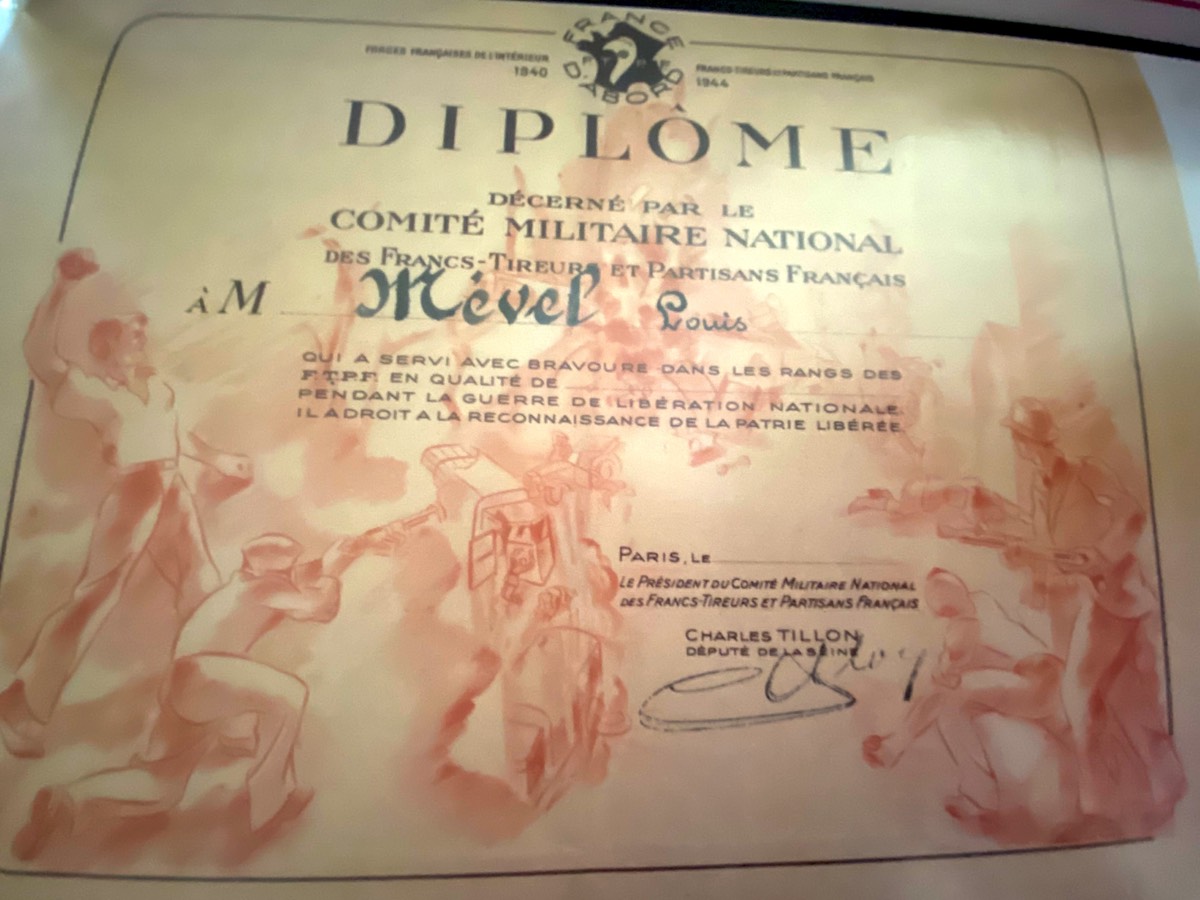 FRANCE
D'ABORD
FORCES FRANÇAISES DE L'INTÉRIEUR
1940
FRANCS-TIREURS ET PARTISANS FRANÇAIS
1944
DIPLÔME
DÉCERNÉ PAR LE
COMITÉ MILITAIRE NATIONAL
DES FRANCS-TIREURS ET PARTISANS FRANÇAIS
À M Mével Louis
QUI A SERVI AVEC BRAVOURE DANS LES RANGS DES
F.T.P.F. EN QUALITÉ DE
PENDANT LA GUERRE DE LIBÉRATION NATIONALE.
IL A DROIT A LA RECONNAISSANCE DE LA PATRIE LIBÉRÉE.
PARIS, LE
LE PRÉSIDENT DU COMITÉ MILITAIRE NATIONAL
DES FRANCS-TIREURS ET PARTISANS FRANÇAIS
CHARLES TILLON
DÉPUTÉ DE LA SEINE